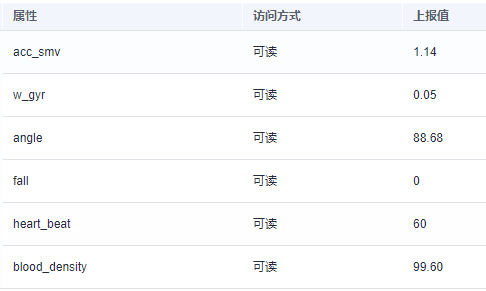 属性 访问方式 上报值
acc_smv 可读 1.14
w_gyr 可读 0.05
angle 可读 88.68
fall 可读 0
heart_beat 可读 60
blood_density 可读 99.60